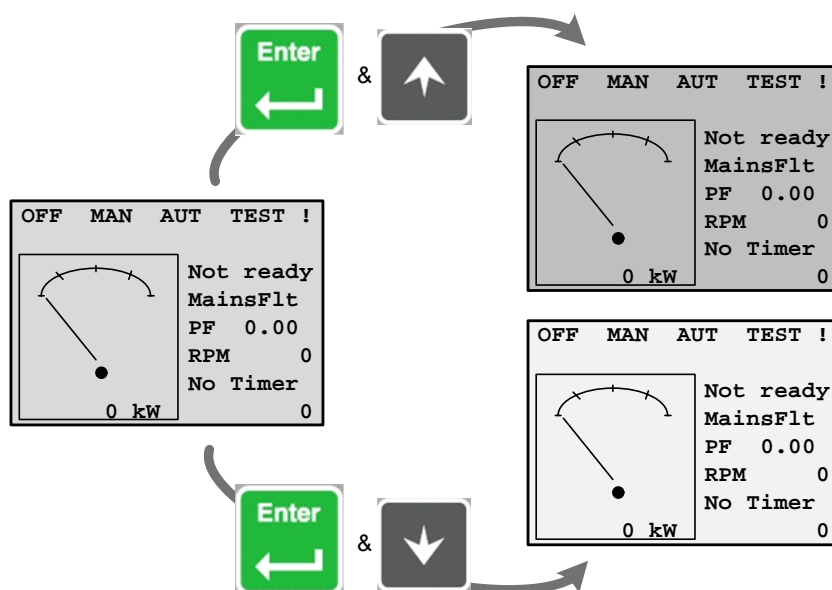 Enter
&
OFF MAN AUT TEST !
Not ready
MainsFlt
PF 0.00
RPM 0
No Timer
0 kW 0
OFF MAN AUT TEST !
Not ready
MainsFlt
PF 0.00
RPM 0
No Timer
0 kW 0
OFF MAN AUT TEST !
Not ready
MainsFlt
PF 0.00
RPM 0
No Timer
0 kW 0
Enter
&